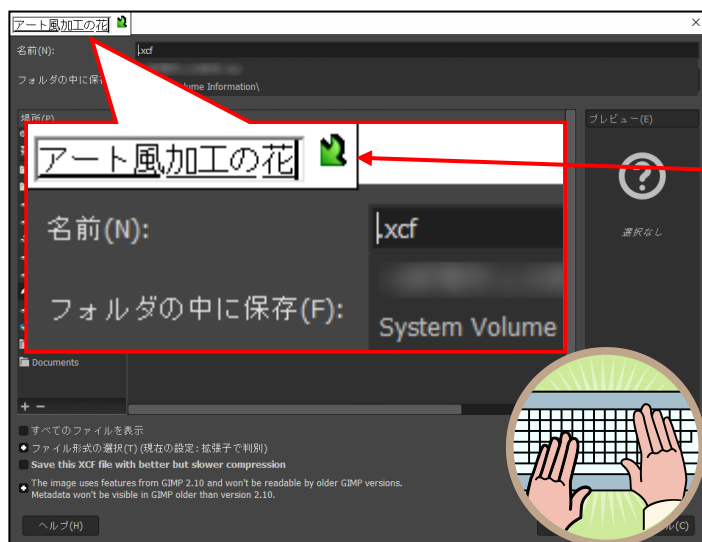 アート風加工の花
名前(N):
.xcf
フォルダの中に保存
ume Information\
場所(P)
プレビュー(E)
アート風加工の花
名前(N):
.xcf
フォルダの中に保存(F):
System Volume
選択なし
Documents
+ −
すべてのファイルを表示
ファイル形式の選択(T) (現在の設定: 拡張子で判別)
Save this XCF file with better but slower compression
The image uses features from GIMP 2.10 and won't be readable by older GIMP versions.
Metadata won't be visible in GIMP older than version 2.10.
ヘルプ(H)
ル(C)